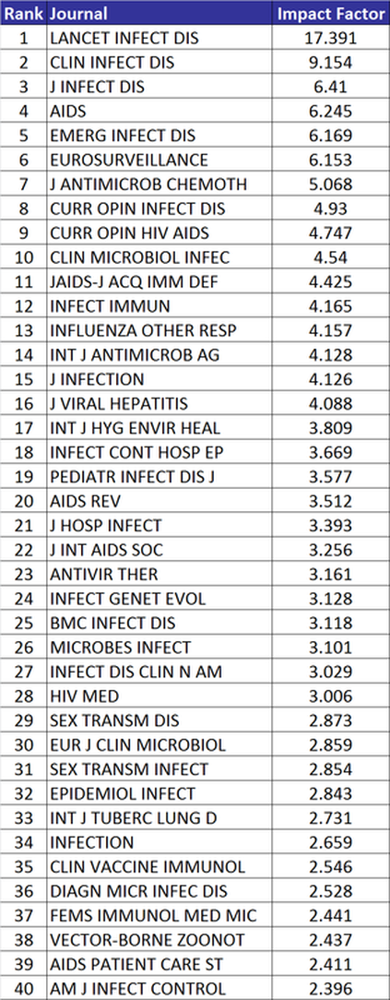 Rank Journal Impact Factor
1 LANCET INFECT DIS 17.391
2 CLIN INFECT DIS 9.154
3 J INFECT DIS 6.41
4 AIDS 6.245
5 EMERG INFECT DIS 6.169
6 EUROSURVEILLANCE 6.153
7 J ANTIMICROB CHEMOTH 5.068
8 CURR OPIN INFECT DIS 4.93
9 CURR OPIN HIV AIDS 4.747
10 CLIN MICROBIOL INFEC 4.54
11 JAIDS-J ACQ IMM DEF 4.425
12 INFECT IMMUN 4.165
13 INFLUENZA OTHER RESP 4.157
14 INT J ANTIMICROB AG 4.128
15 J INFECTION 4.126
16 J VIRAL HEPATITIS 4.088
17 INT J HYG ENVIR HEAL 3.809
18 INFECT CONT HOSP EP 3.669
19 PEDIATR INFECT DIS J 3.577
20 AIDS REV 3.512
21 J HOSP INFECT 3.393
22 J INT AIDS SOC 3.256
23 ANTIVIR THER 3.161
24 INFECT GENET EVOL 3.128
25 BMC INFECT DIS 3.118
26 MICROBES INFECT 3.101
27 INFECT DIS CLIN N AM 3.029
28 HIV MED 3.006
29 SEX TRANSM DIS 2.873
30 EUR J CLIN MICROBIOL 2.859
31 SEX TRANSM INFECT 2.854
32 EPIDEMIOL INFECT 2.843
33 INT J TUBERC LUNG D 2.731
34 INFECTION 2.659
35 CLIN VACCINE IMMUNOL 2.546
36 DIAGN MICR INFEC DIS 2.528
37 FEMS IMMUNOL MED MIC 2.441
38 VECTOR-BORNE ZOONOT 2.437
39 AIDS PATIENT CARE ST 2.411
40 AM J INFECT CONTROL 2.396